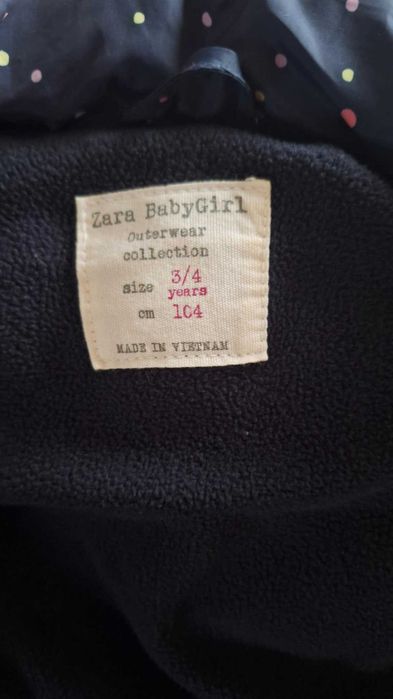 Zara BabyGirl
Outerwear
collection
size 3/4 years
cm 104
MADE IN VIETNAM